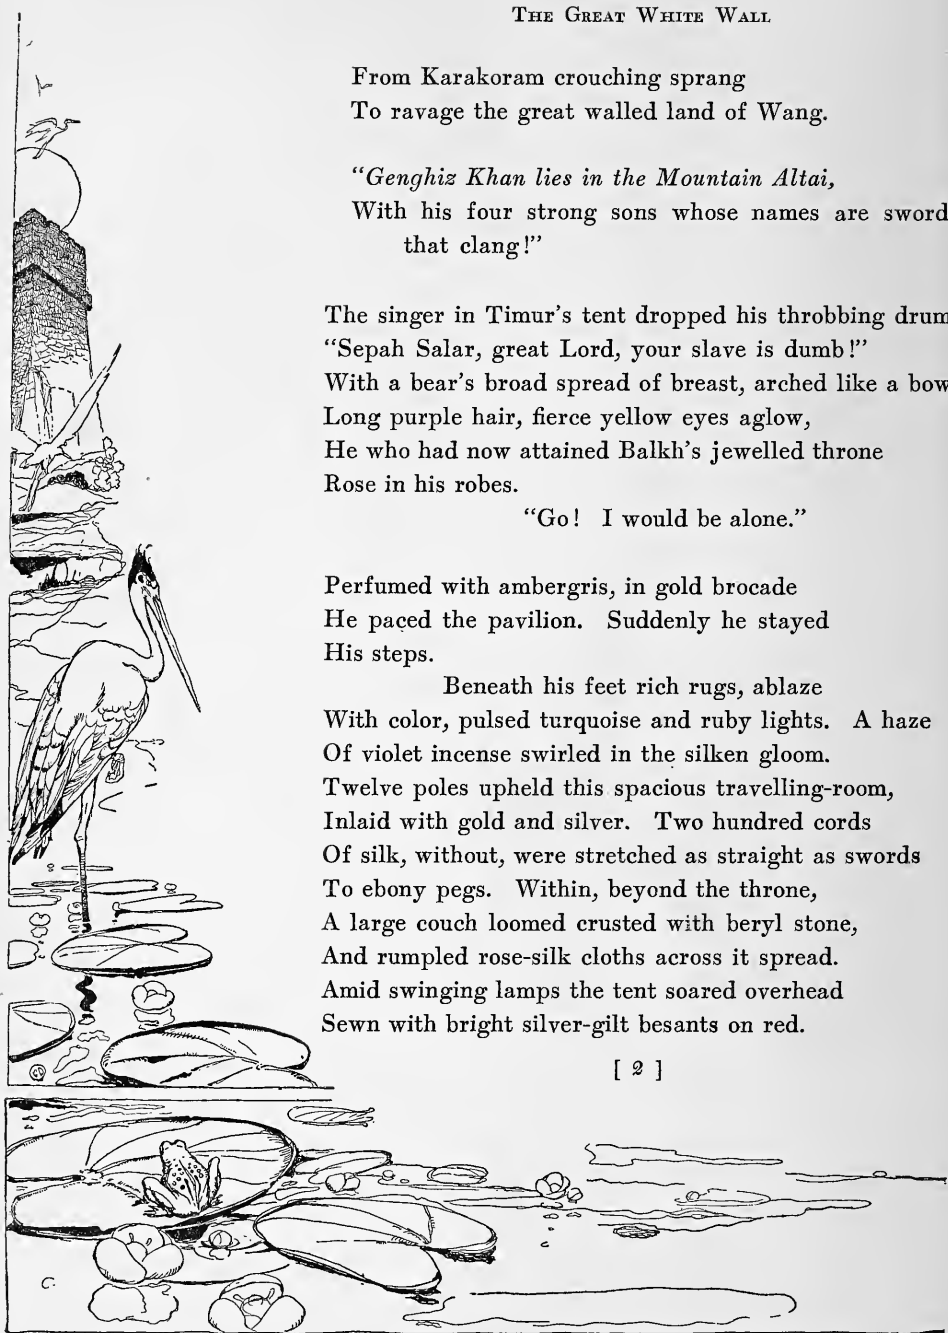 THE GREAT WHITE WALL
From Karakoram crouching sprang
To ravage the great walled land of Wang.
“Genghiz Khan lies in the Mountain Altai,
With his four strong sons whose names are sword
that clang!”
The singer in Timur's tent dropped his throbbing drum
“Sepah Salar, great Lord, your slave is dumb!”
With a bear's broad spread of breast, arched like a bow
Long purple hair, fierce yellow eyes aglow,
He who had now attained Balkh's jewelled throne
Rose in his robes.
“Go! I would be alone.”
Perfumed with ambergris, in gold brocade
He paced the pavilion. Suddenly he stayed
His steps.
Beneath his feet rich rugs, ablaze
With color, pulsed turquoise and ruby lights. A haze
Of violet incense swirled in the silken gloom.
Twelve poles upheld this spacious travelling-room,
Inlaid with gold and silver. Two hundred cords
Of silk, without, were stretched as straight as swords
To ebony pegs. Within, beyond the throne,
A large couch loomed crusted with beryl stone,
And rumpled rose-silk cloths across it spread.
Amid swinging lamps the tent soared overhead
Sewn with bright silver-gilt besants on red.
[ 2 ]